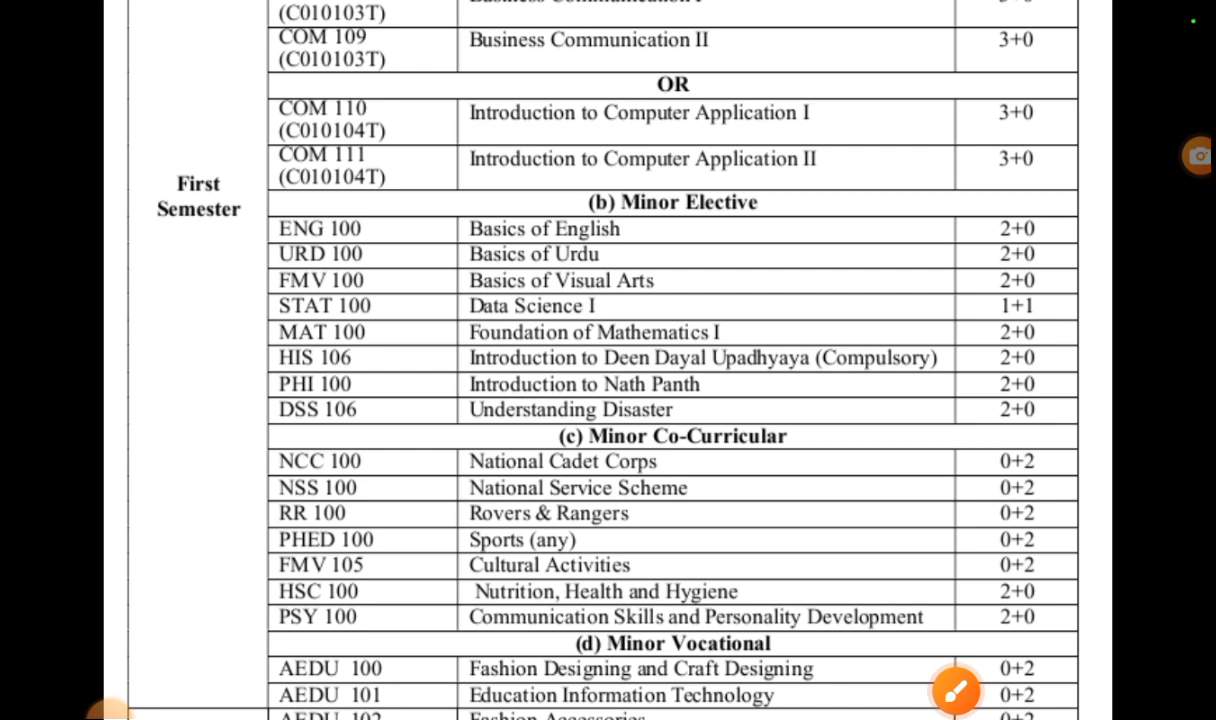 (C010103T)
COM 109 Business Communication II 3+0
(C010103T)
OR
COM 110 Introduction to Computer Application I 3+0
(C010104T)
COM 111 Introduction to Computer Application II 3+0
(C010104T)
First
Semester
(b) Minor Elective
ENG 100 Basics of English 2+0
URD 100 Basics of Urdu 2+0
FMV 100 Basics of Visual Arts 2+0
STAT 100 Data Science I 1+1
MAT 100 Foundation of Mathematics I 2+0
HIS 106 Introduction to Deen Dayal Upadhyaya (Compulsory) 2+0
PHI 100 Introduction to Nath Panth 2+0
DSS 106 Understanding Disaster 2+0
(c) Minor Co-Curricular
NCC 100 National Cadet Corps 0+2
NSS 100 National Service Scheme 0+2
RR 100 Rovers & Rangers 0+2
PHED 100 Sports (any) 0+2
FMV 105 Cultural Activities 0+2
HSC 100 Nutrition, Health and Hygiene 2+0
PSY 100 Communication Skills and Personality Development 2+0
(d) Minor Vocational
AEDU 100 Fashion Designing and Craft Designing 0+2
AEDU 101 Education Information Technology 0+2
AEDU 102 Fashion Accessories 0+2